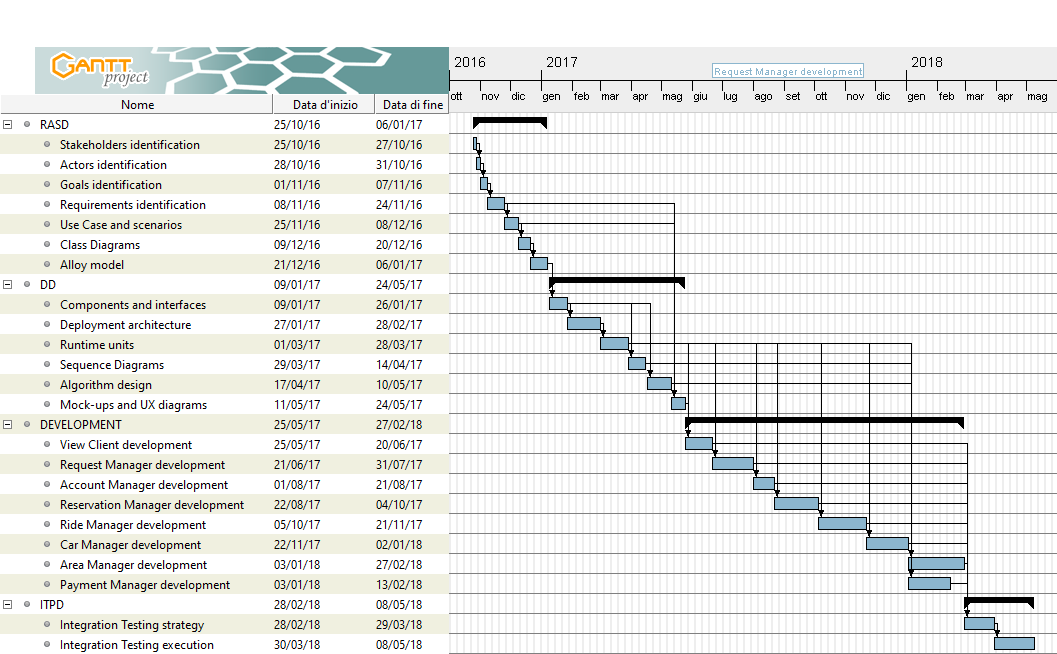 GANTT
project
2016 2017 2018
Request Manager development
Nome Data d'inizio Data di fine
ott nov dic gen feb mar apr mag giu lug ago set ott nov dic gen feb mar apr mag
RASD 25/10/16 06/01/17
Stakeholders identification 25/10/16 27/10/16
Actors identification 28/10/16 31/10/16
Goals identification 01/11/16 07/11/16
Requirements identification 08/11/16 24/11/16
Use Case and scenarios 25/11/16 08/12/16
Class Diagrams 09/12/16 20/12/16
Alloy model 21/12/16 06/01/17
DD 09/01/17 24/05/17
Components and interfaces 09/01/17 26/01/17
Deployment architecture 27/01/17 28/02/17
Runtime units 01/03/17 28/03/17
Sequence Diagrams 29/03/17 14/04/17
Algorithm design 17/04/17 10/05/17
Mock-ups and UX diagrams 11/05/17 24/05/17
DEVELOPMENT 25/05/17 27/02/18
View Client development 25/05/17 20/06/17
Request Manager development 21/06/17 31/07/17
Account Manager development 01/08/17 21/08/17
Reservation Manager development 22/08/17 04/10/17
Ride Manager development 05/10/17 21/11/17
Car Manager development 22/11/17 02/01/18
Area Manager development 03/01/18 27/02/18
Payment Manager development 03/01/18 13/02/18
ITPD 28/02/18 08/05/18
Integration Testing strategy 28/02/18 29/03/18
Integration Testing execution 30/03/18 08/05/18